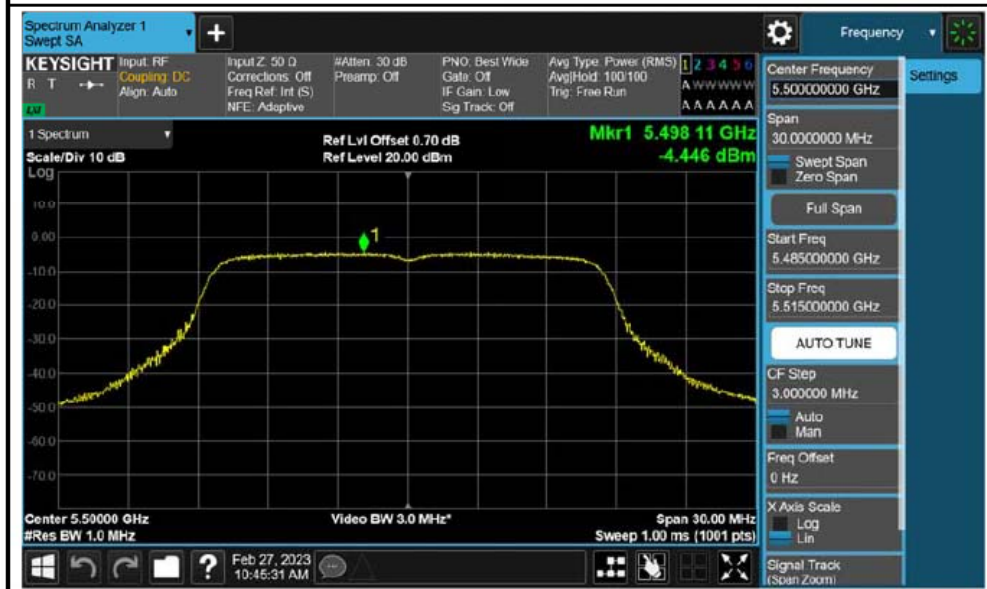 Spectrum Analyzer 1
Swept SA
+
Frequency
KEYSIGHT
R T
LXI
Input: RF
Coupling: DC
Align: Auto
Input Z: 50 Ω
Corrections: Off
Freq Ref: Int (S)
NFE: Adaptive
#Atten: 30 dB
Preamp: Off
PNO: Best Wide
Gate: Off
IF Gain: Low
Sig Track: Off
Avg Type: Power (RMS)
Avg|Hold: 100/100
Trig: Free Run
1 2 3 4 5 6
A W W W W W
A A A A A A
1 Spectrum
Scale/Div 10 dB
Log
Ref Lvl Offset 0.70 dB
Ref Level 20.00 dBm
Mkr1 5.498 11 GHz
-4.446 dBm
10.0
0.00
-10.0
-20.0
-30.0
-40.0
-50.0
-60.0
-70.0
1
Center 5.50000 GHz
#Res BW 1.0 MHz
Video BW 3.0 MHz*
Span 30.00 MHz
Sweep 1.00 ms (1001 pts)
?
Feb 27, 2023
10:45:31 AM
Center Frequency
5.500000000 GHz
Settings
Span
30.0000000 MHz
Swept Span
Zero Span
Full Span
Start Freq
5.485000000 GHz
Stop Freq
5.515000000 GHz
AUTO TUNE
CF Step
3.000000 MHz
Auto
Man
Freq Offset
0 Hz
X Axis Scale
Log
Lin
Signal Track
(Span Zoom)